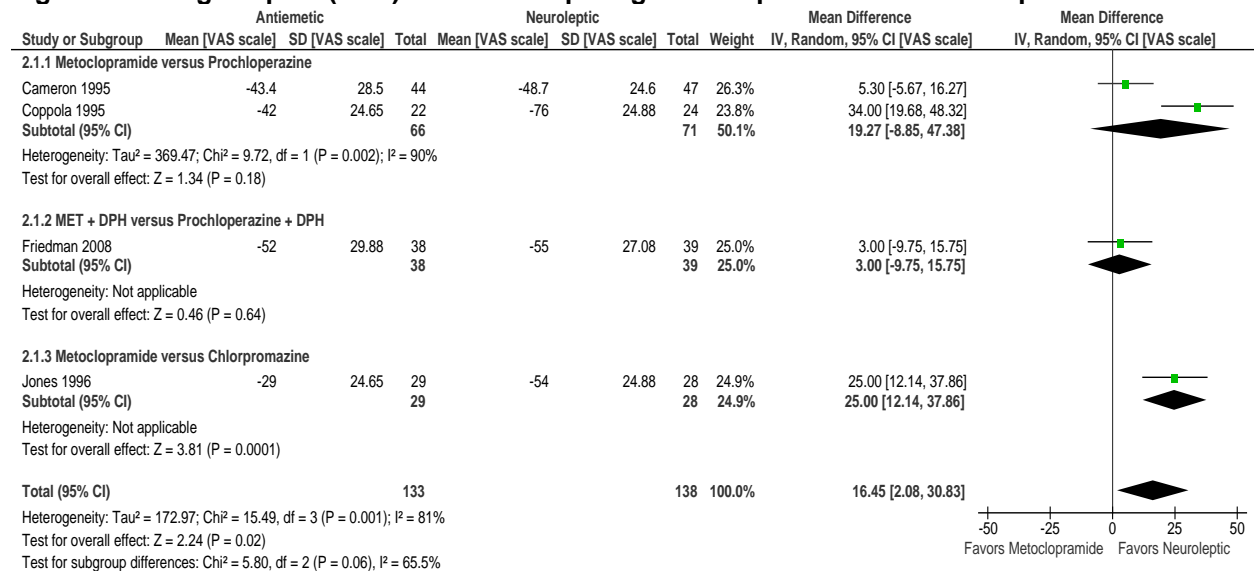 Antiemetic Neuroleptic Mean Difference Mean Difference
Study or Subgroup Mean [VAS scale] SD [VAS scale] Total Mean [VAS scale] SD [VAS scale] Total Weight IV, Random, 95% CI [VAS scale] IV, Random, 95% CI [VAS scale]
2.1.1 Metoclopramide versus Prochloperazine
Cameron 1995 -43.4 28.5 44 -48.7 24.6 47 26.3% 5.30 [-5.67, 16.27]
Coppola 1995 -42 24.65 22 -76 24.88 24 23.8% 34.00 [19.68, 48.32]
Subtotal (95% CI) 66 71 50.1% 19.27 [-8.85, 47.38]
Heterogeneity: Tau² = 369.47; Chi² = 9.72, df = 1 (P = 0.002); I² = 90%
Test for overall effect: Z = 1.34 (P = 0.18)
2.1.2 MET + DPH versus Prochloperazine + DPH
Friedman 2008 -52 29.88 38 -55 27.08 39 25.0% 3.00 [-9.75, 15.75]
Subtotal (95% CI) 38 39 25.0% 3.00 [-9.75, 15.75]
Heterogeneity: Not applicable
Test for overall effect: Z = 0.46 (P = 0.64)
2.1.3 Metoclopramide versus Chlorpromazine
Jones 1996 -29 24.65 29 -54 24.88 28 24.9% 25.00 [12.14, 37.86]
Subtotal (95% CI) 29 28 24.9% 25.00 [12.14, 37.86]
Heterogeneity: Not applicable
Test for overall effect: Z = 3.81 (P = 0.0001)
Total (95% CI) 133 138 100.0% 16.45 [2.08, 30.83]
Heterogeneity: Tau² = 172.97; Chi² = 15.49, df = 3 (P = 0.001); I² = 81%
Test for overall effect: Z = 2.24 (P = 0.02)
Test for subgroup differences: Chi² = 5.80, df = 2 (P = 0.06), I² = 65.5%
-50 -25 0 25 50
Favors Metoclopramide Favors Neuroleptic